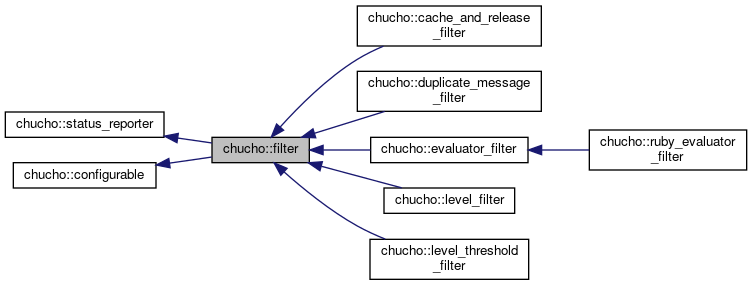 chucho::status_reporter
chucho::configurable
chucho::filter
chucho::cache_and_release
_filter
chucho::duplicate_message
_filter
chucho::evaluator_filter
chucho::level_filter
chucho::level_threshold
_filter
chucho::ruby_evaluator
_filter